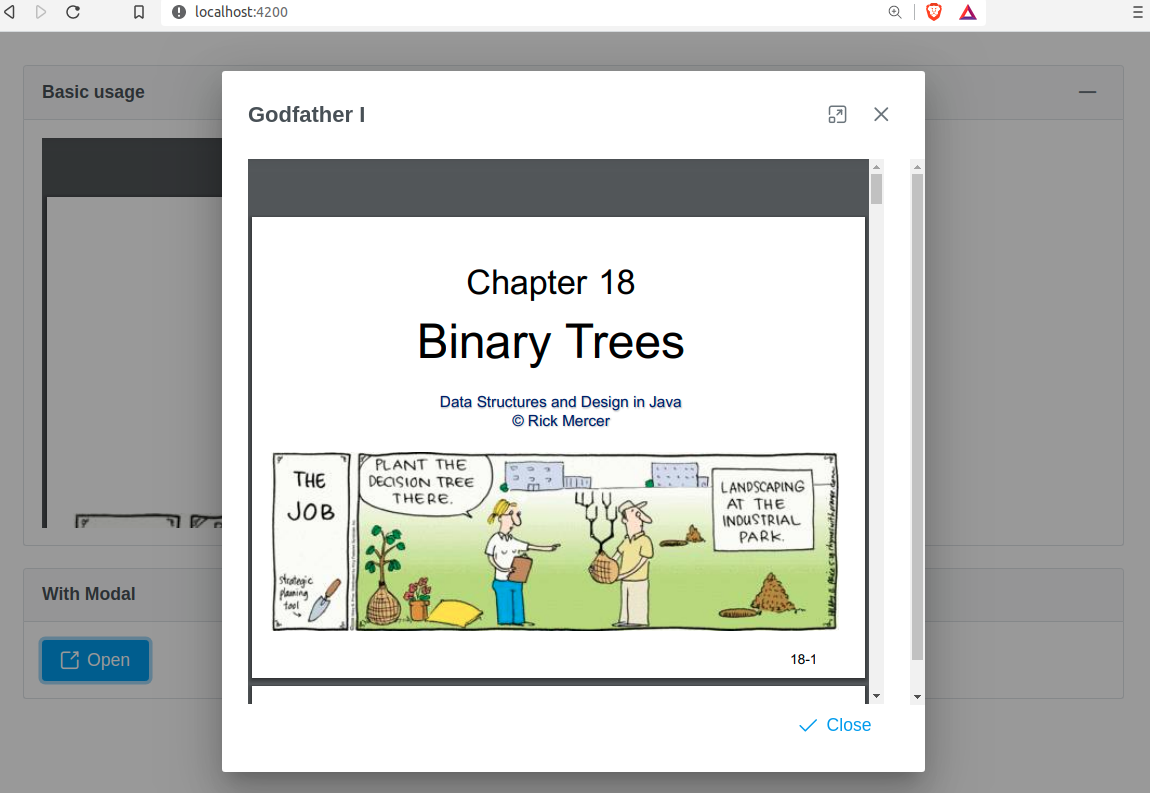 localhost:4200
Basic usage
Godfather I
Chapter 18
Binary Trees
Data Structures and Design in Java
© Rick Mercer
THE
JOB
strategic
planning
tool
PLANT THE
DECISION TREE
THERE.
LANDSCAPING
AT THE
INDUSTRIAL
PARK.
18-1
With Modal
Open
Close